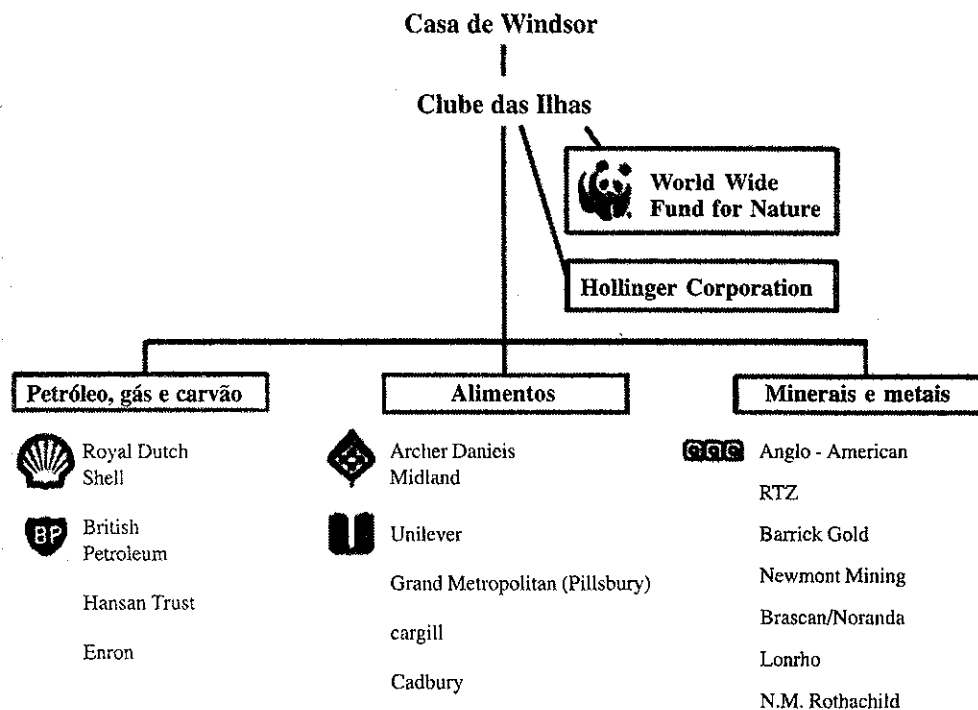 Casa de Windsor
Clube das Ilhas
World Wide
Fund for Nature
Hollinger Corporation
Petróleo, gás e carvão
Royal Dutch
Shell
BP
British
Petroleum
Hansan Trust
Enron
Alimentos
Archer Daniels
Midland
Unilever
Grand Metropolitan (Pillsbury)
cargill
Cadbury
Minerais e metais
Anglo - American
RTZ
Barrick Gold
Newmont Mining
Brascan/Noranda
Lonrho
N.M. Rothachild